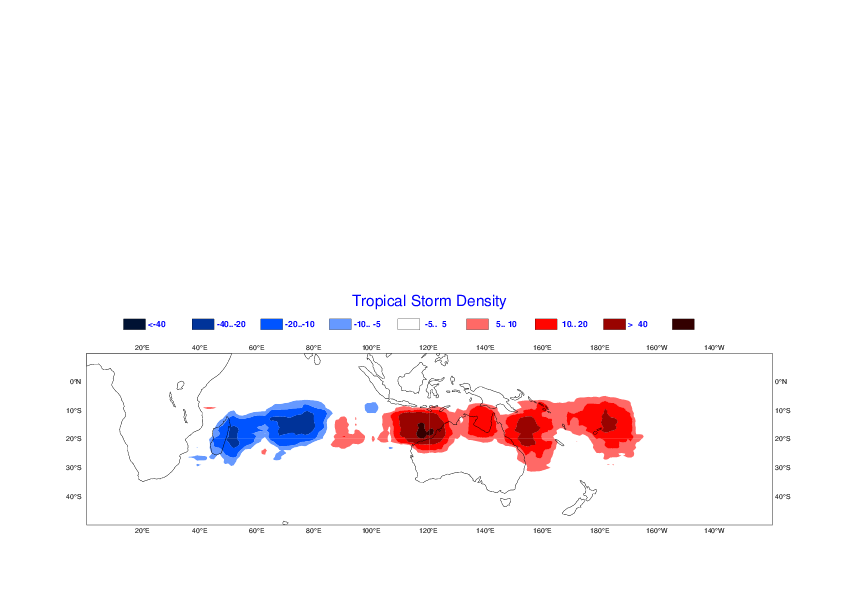 Tropical Storm Density
<-40 -40..-20 -20..-10 -10.. -5 -5.. 5 5.. 10 10.. 20 > 40
20°E 40°E 60°E 80°E 100°E 120°E 140°E 160°E 180°E 160°W 140°W
0°N 0°N
10°S 10°S
20°S 20°S
30°S 30°S
40°S 40°S
20°E 40°E 60°E 80°E 100°E 120°E 140°E 160°E 180°E 160°W 140°W